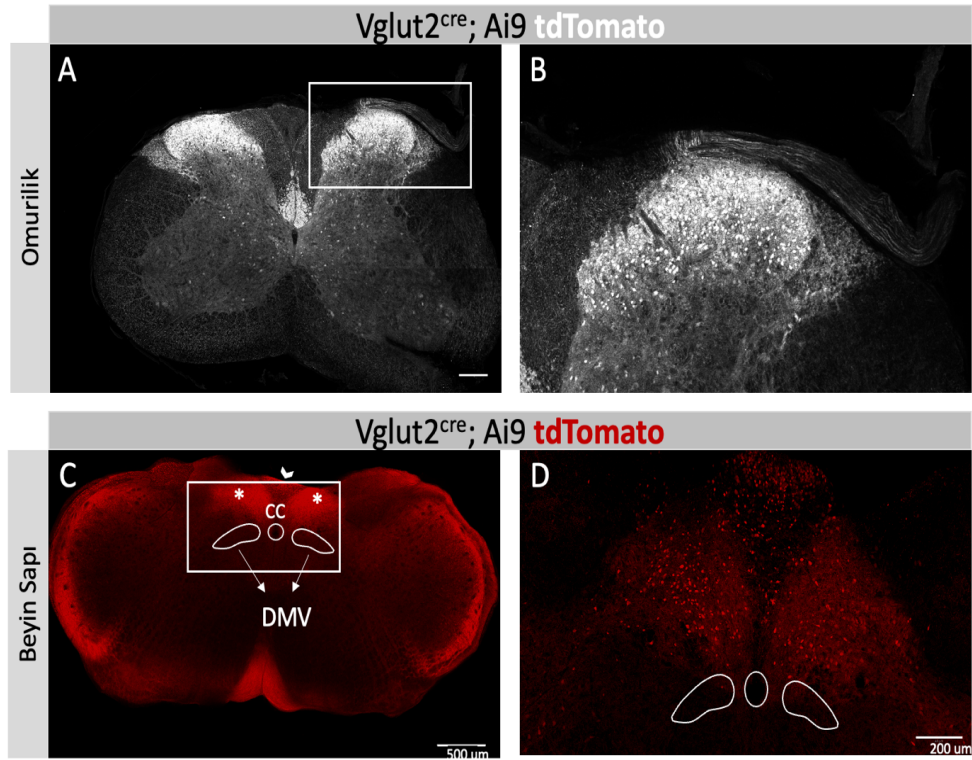 Vglut2cre; Ai9 tdTomato
A
B
Omurilik
Vglut2cre; Ai9 tdTomato
C
D
* *
CC
DMV
Beyin Sapı
500 um
200 um